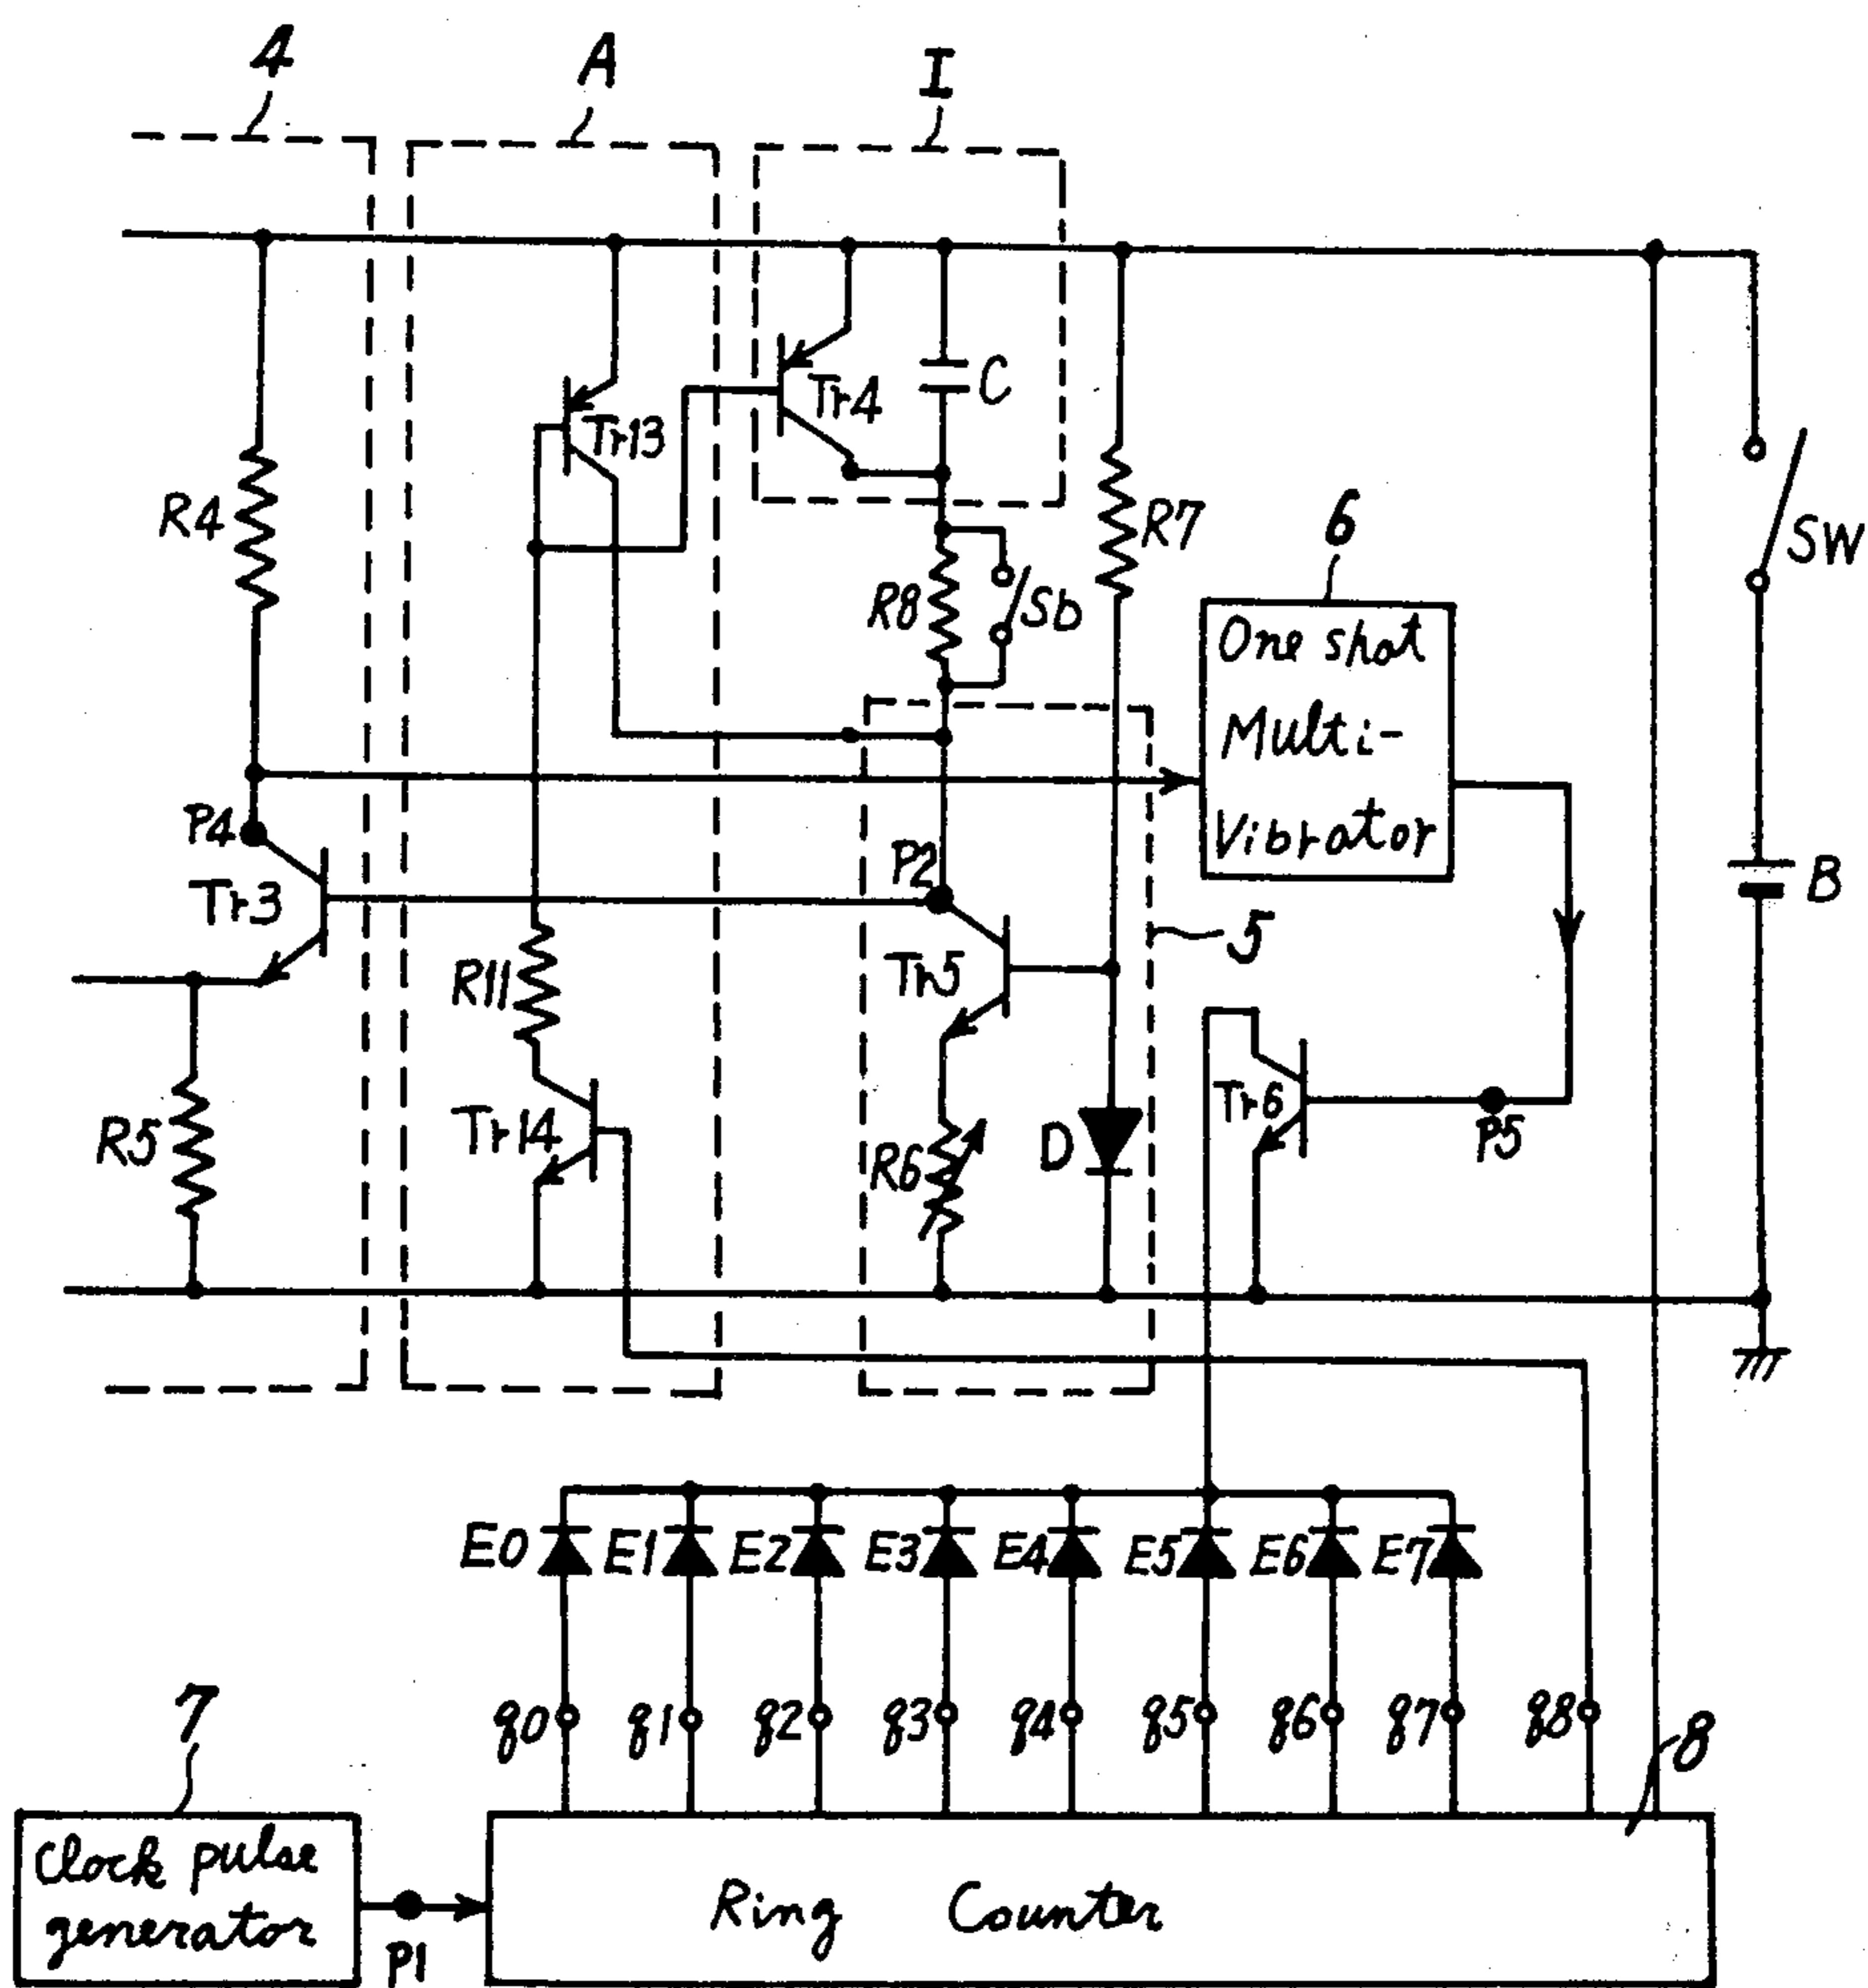 4 A I
C
Tr4
Tr13
R4 R7 6
SW
R8 Sb
One shot
Multi-
Vibrator
P4
P2
B
Tr3
5
R11
Tr5
Tr6
R5 Tr14 R6 D P5
E0 E1 E2 E3 E4 E5 E6 E7
7
q0 q1 q2 q3 q4 q5 q6 q7 q8 8
Clock pulse
generator
Ring Counter
P1